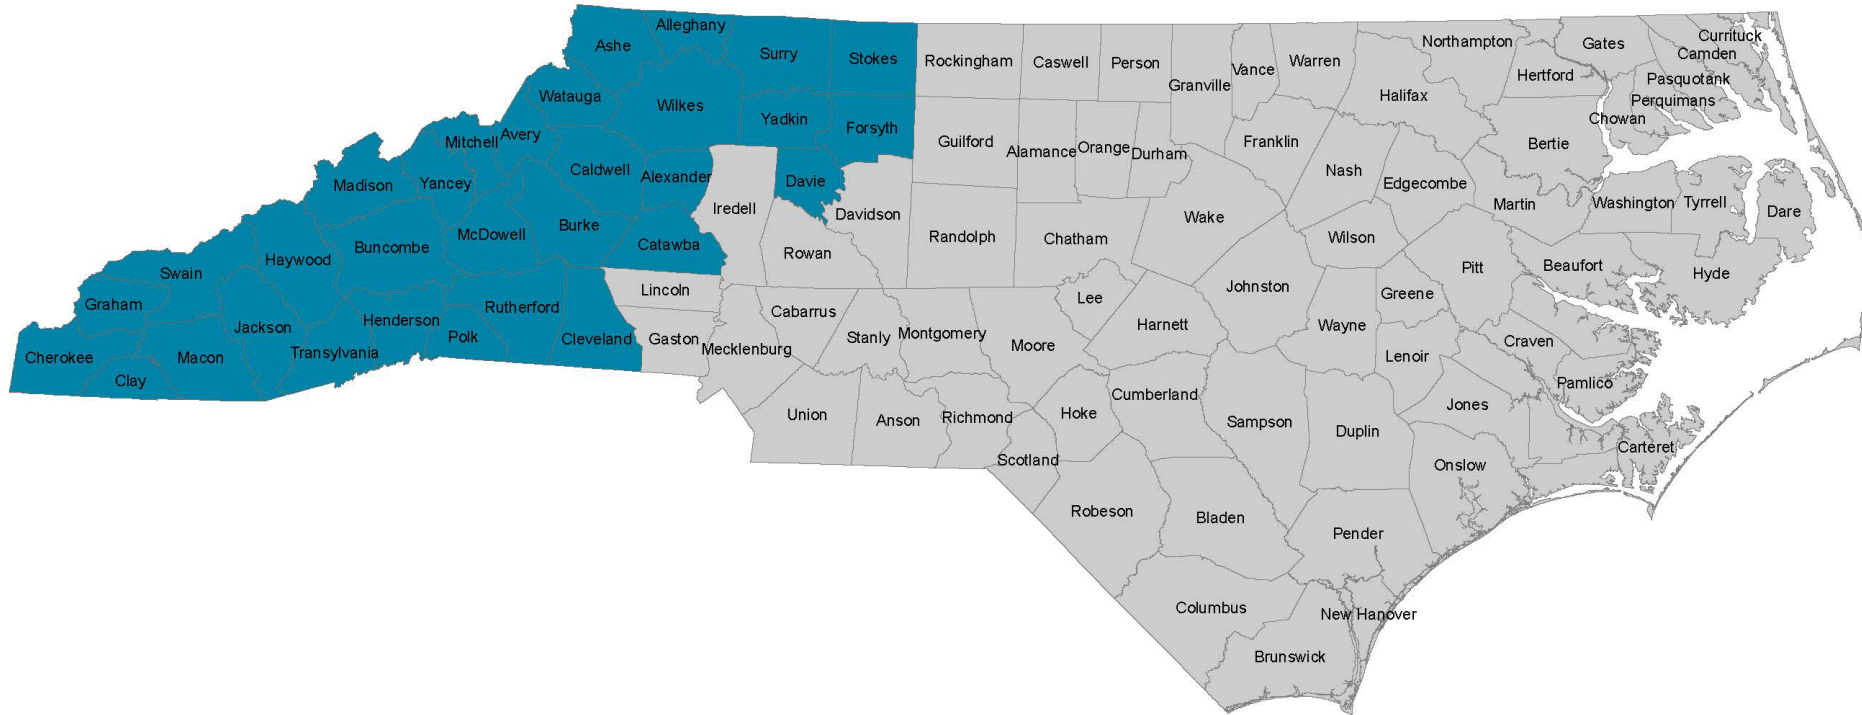 Alleghany
Ashe
Surry
Stokes
Rockingham
Caswell
Person
Granville
Vance
Warren
Northampton
Gates
Currituck
Camden
Hertford
Pasquotank
Perquimans
Chowan
Halifax
Watauga
Wilkes
Yadkin
Forsyth
Guilford
Alamance
Orange
Durham
Franklin
Bertie
Mitchell
Avery
Caldwell
Alexander
Davie
Iredell
Davidson
Nash
Edgecombe
Martin
Washington
Tyrrell
Dare
Madison
Yancey
McDowell
Burke
Catawba
Rowan
Randolph
Chatham
Wake
Wilson
Pitt
Beaufort
Hyde
Buncombe
Haywood
Swain
Graham
Rutherford
Lincoln
Cabarrus
Lee
Johnston
Greene
Cherokee
Clay
Macon
Jackson
Transylvania
Henderson
Polk
Cleveland
Gaston
Mecklenburg
Stanly
Montgomery
Moore
Harnett
Wayne
Lenoir
Craven
Pamlico
Jones
Union
Anson
Richmond
Hoke
Cumberland
Sampson
Duplin
Carteret
Onslow
Scotland
Robeson
Bladen
Pender
Columbus
New Hanover
Brunswick